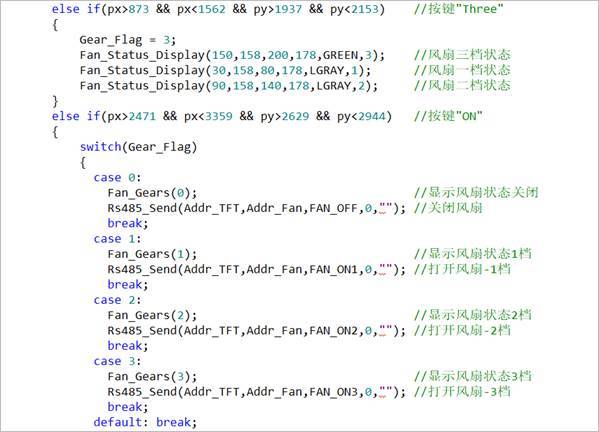 else if(px>873 && px<1562 && py>1937 && py<2153) //按键"Three"
{
Gear_Flag = 3;
Fan_Status_Display(150,158,200,178,GREEN,3); //风扇三档状态
Fan_Status_Display(30,158,80,178,LGRAY,1); //风扇一档状态
Fan_Status_Display(90,158,140,178,LGRAY,2); //风扇二档状态
}
else if(px>2471 && px<3359 && py>2629 && py<2944) //按键"ON"
{
switch(Gear_Flag)
{
case 0:
Fan_Gears(0); //显示风扇状态关闭
Rs485_Send(Addr_TFT,Addr_Fan,FAN_OFF,0,""); //关闭风扇
break;
case 1:
Fan_Gears(1); //显示风扇状态1档
Rs485_Send(Addr_TFT,Addr_Fan,FAN_ON1,0,""); //打开风扇-1档
break;
case 2:
Fan_Gears(2); //显示风扇状态2档
Rs485_Send(Addr_TFT,Addr_Fan,FAN_ON2,0,""); //打开风扇-2档
break;
case 3:
Fan_Gears(3); //显示风扇状态3档
Rs485_Send(Addr_TFT,Addr_Fan,FAN_ON3,0,""); //打开风扇-3档
break;
default: break;